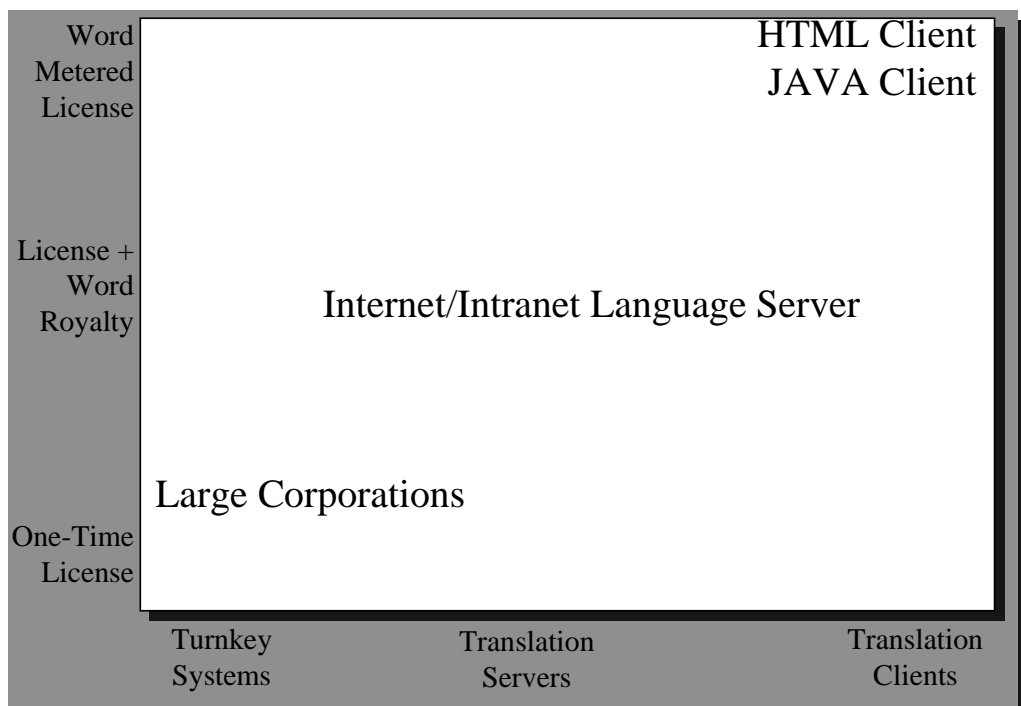 Word
Metered
License
HTML Client
JAVA Client
License +
Word
Royalty
Internet/Intranet Language Server
Large Corporations
One-Time
License
Turnkey
Systems
Translation
Servers
Translation
Clients